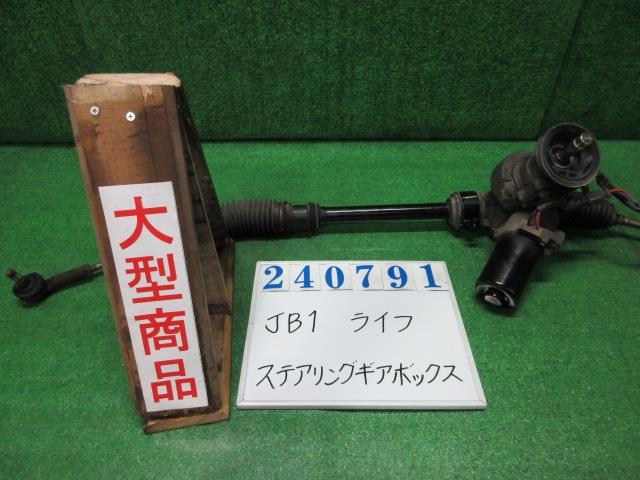 大型商品
240791
JB1 ライフ
ステアリングギアボックス